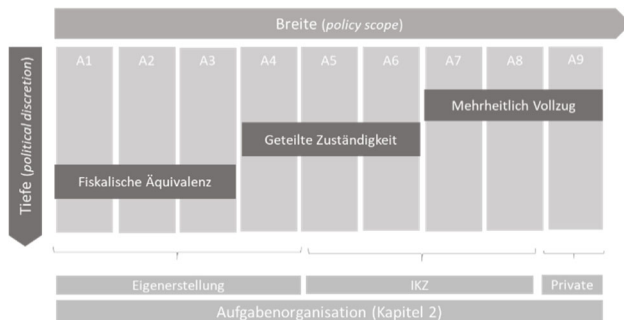 Breite (policy scope)
Tiefe (political discretion)
A1 A2 A3 A4 A5 A6 A7 A8 A9
Mehrheitlich Vollzug
Geteilte Zuständigkeit
Fiskalische Äquivalenz
Eigenerstellung IKZ Private
Aufgabenorganisation (Kapitel 2)